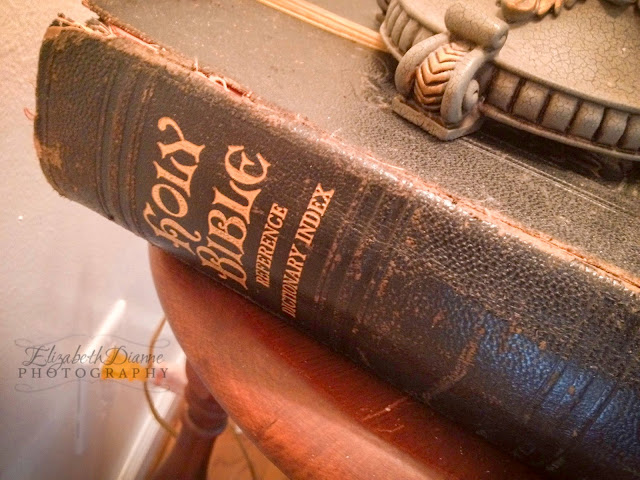 HOLY
BIBLE
REFERENCE
DICTIONARY INDEX
Elizabeth Dianne
PHOTOGRAPHY